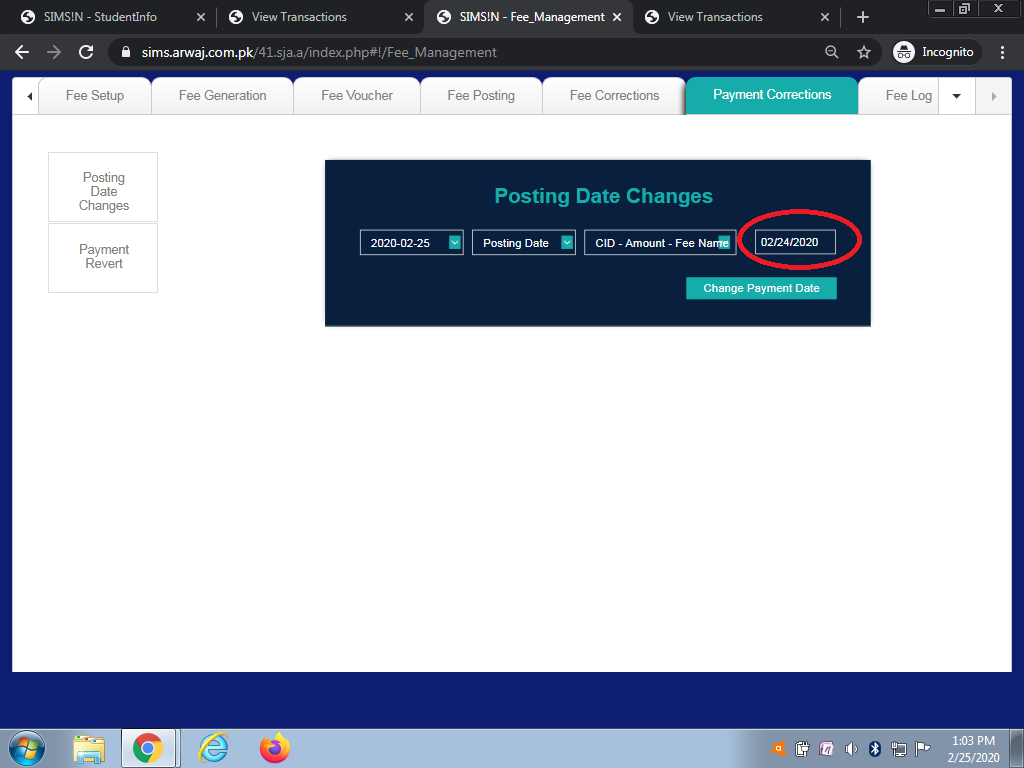 SIMS!N - StudentInfo
View Transactions
SIMS!N - Fee_Management
View Transactions
sims.arwaj.com.pk/41.sja.a/index.php#!/Fee_Management
Incognito
Fee Setup
Fee Generation
Fee Voucher
Fee Posting
Fee Corrections
Payment Corrections
Fee Log
Posting
Date
Changes
Payment
Revert
Posting Date Changes
2020-02-25
Posting Date
CID - Amount - Fee Name
02/24/2020
Change Payment Date
1:03 PM
2/25/2020